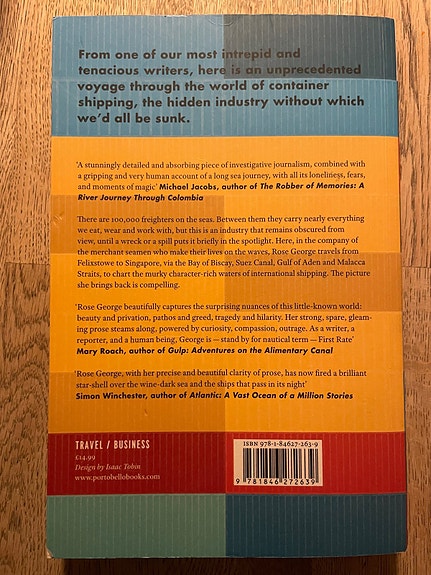 From one of our most intrepid and
tenacious writers, here is an unprecedented
voyage through the world of container
shipping, the hidden industry without which
we'd all be sunk.
'A stunningly detailed and absorbing piece of investigative journalism, combined with
a gripping and very human account of a long sea journey, with all its loneliness, fears,
and moments of magic' Michael Jacobs, author of The Robber of Memories: A
River Journey Through Colombia
There are 100,000 freighters on the seas. Between them they carry nearly everything
we eat, wear and work with, but this is an industry that remains obscured from
view, until a wreck or a spill puts it briefly in the spotlight. Here, in the company of
the merchant seamen who make their lives on the waves, Rose George travels from
Felixstowe to Singapore, via the Bay of Biscay, Suez Canal, Gulf of Aden and Malacca
Straits, to chart the murky character-rich waters of international shipping. The picture
she brings back is compelling.
'Rose George beautifully captures the surprising nuances of this little-known world:
beauty and privation, pathos and greed, tragedy and hilarity. Her strong, spare, gleam-
ing prose steams along, powered by curiosity, compassion, outrage. As a writer, a
reporter, and a human being, George is — stand by for nautical term — First Rate'
Mary Roach, author of Gulp: Adventures on the Alimentary Canal
'Rose George, with her precise and beautiful clarity of prose, has now fired a brilliant
star-shell over the wine-dark sea and the ships that pass in its night'
Simon Winchester, author of Atlantic: A Vast Ocean of a Million Stories
TRAVEL / BUSINESS
£14.99
Design by Isaac Tobin
www.portobellobooks.com
ISBN 978-1-84627-263-9
9 781846 272639